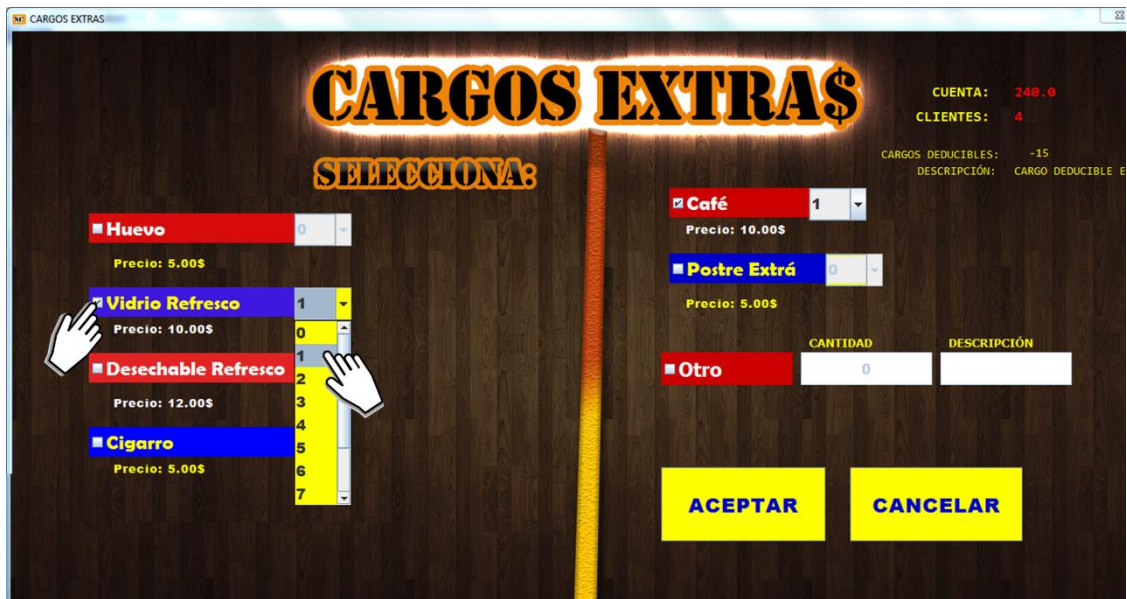 CARGOS EXTRAS
CARGOS EXTRA$
CUENTA: 240.0
CLIENTES: 4
CARGOS DEDUCIBLES: -15
DESCRIPCIÓN: CARGO DEDUCIBLE E
SELECCIONA:
Huevo 0
Precio: 5.00$
Vidrio Refresco 1
Precio: 10.00$
0
1
2
3
4
5
6
7
Desechable Refresco
Precio: 12.00$
Cigarro
Precio: 5.00$
Café 1
Precio: 10.00$
Postre Extrá 0
Precio: 5.00$
CANTIDAD DESCRIPCIÓN
Otro 0
ACEPTAR CANCELAR